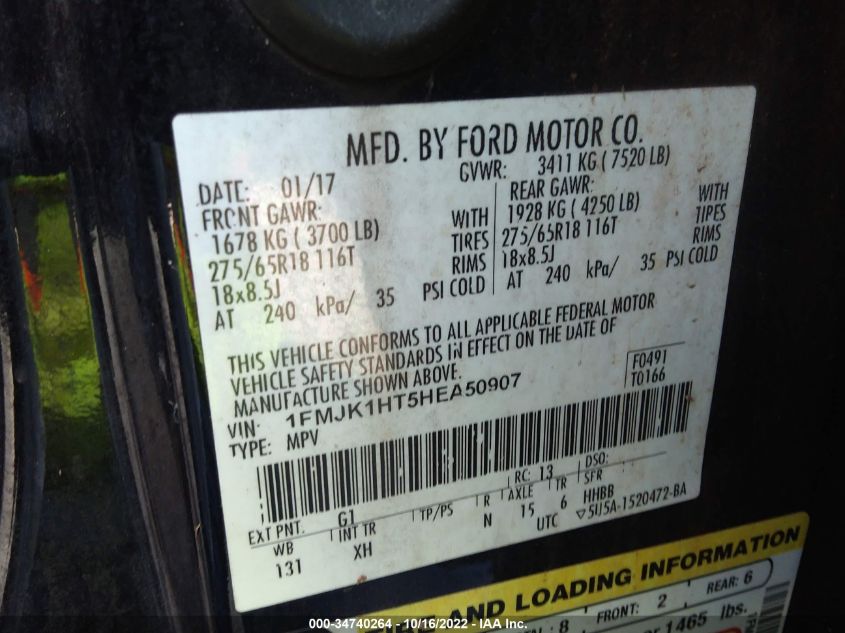 MFD. BY FORD MOTOR CO.
DATE: 01/17
GVWR: 3411 KG ( 7520 LB)
FRONT GAWR:
1678 KG ( 3700 LB) WITH
275/65R18 116T TIRES
18x8.5J RIMS
AT 240 kPa/ 35 PSI COLD
REAR GAWR:
1928 KG ( 4250 LB) WITH
275/65R18 116T TIRES
18x8.5J RIMS
AT 240 kPa/ 35 PSI COLD
THIS VEHICLE CONFORMS TO ALL APPLICABLE FEDERAL MOTOR
VEHICLE SAFETY STANDARDS IN EFFECT ON THE DATE OF
MANUFACTURE SHOWN ABOVE.
VIN: 1FMJK1HT5HEA50907
TYPE: MPV
F0491
T0166
EXT PNT: G1 RC: 13 DSO:
WB INT TR TP/PS R AXLE TR SFR
131 XH N 15 6 HHBB
UTC ▽5U5A-1520472-BA
AND LOADING INFORMATION
8 FRONT: 2 REAR: 6
1465 lbs.
000-34740264 - 10/16/2022 - IAA Inc.